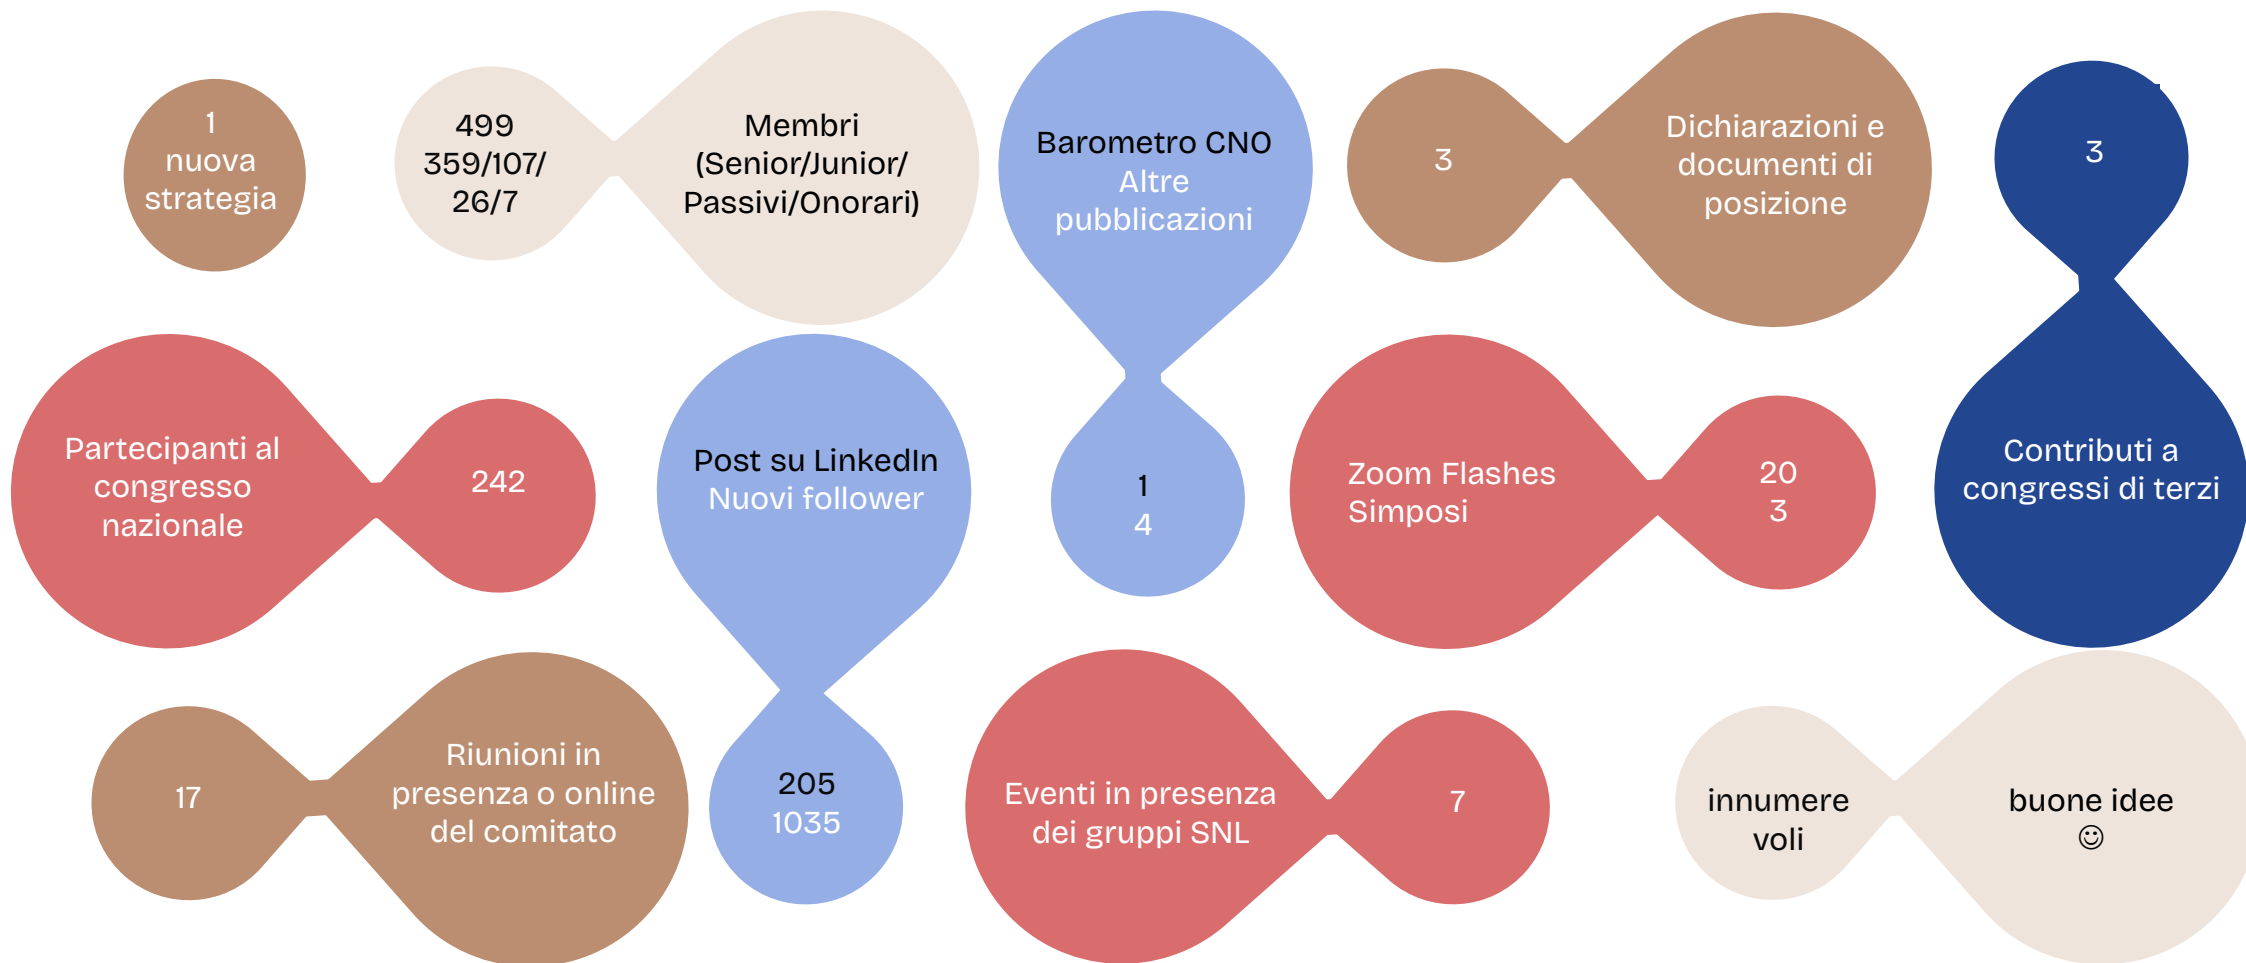 1
nuova
strategia
499
359/107/
26/7
Membri
(Senior/Junior/
Passivi/Onorari)
Barometro CNO
Altre
pubblicazioni
1
4
3
Dichiarazioni e
documenti di
posizione
3
Contributi a
congressi di terzi
Partecipanti al
congresso
nazionale
242
Post su LinkedIn
Nuovi follower
205
1035
Zoom Flashes
Simposi
20
3
17
Riunioni in
presenza o online
del comitato
Eventi in presenza
dei gruppi SNL
7
innumere
voli
buone idee
☺